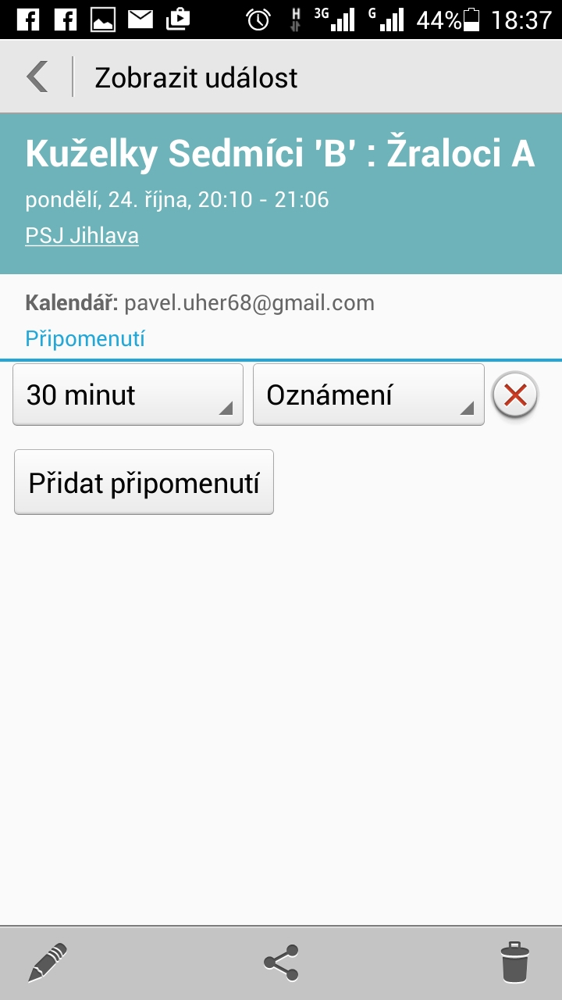 H 3G G 44% 18:37
Zobrazit událost
Kuželky Sedmíci 'B' : Žraloci A
pondělí, 24. října, 20:10 - 21:06
PSJ Jihlava
Kalendář: pavel.uher68@gmail.com
Připomenutí
30 minut Oznámení
Přidat připomenutí